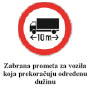 10 m
Zabrana prometa za vozila
koja prekoračuju određenu
dužinu